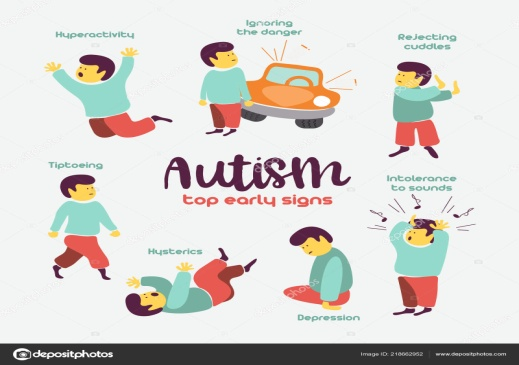 Hyperactivity
Ignoring
the danger
Rejecting
cuddles
Tiptoeing
Autism
top early signs
Intolerance
to sounds
Hysterics
Depression
depositphotos
Image ID: 218662952
www.depositphotos.com